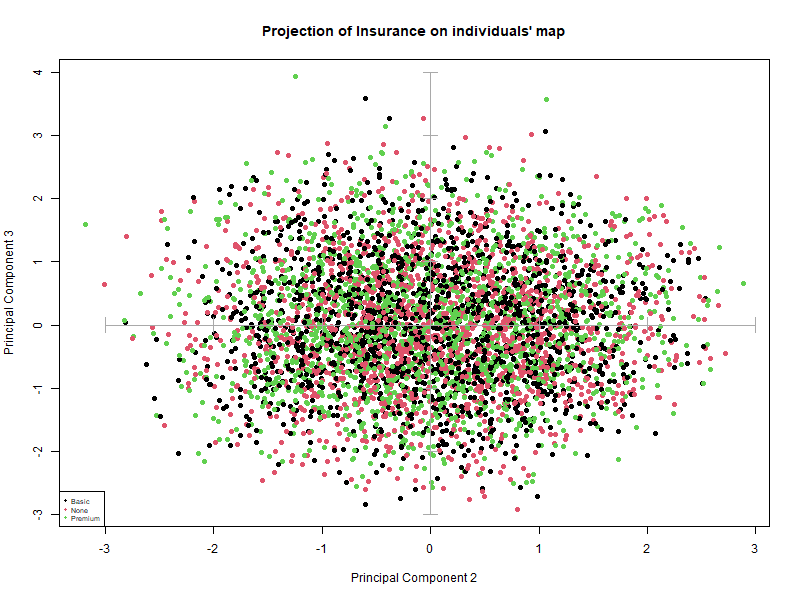 Projection of Insurance on individuals' map
Principal Component 3
4
3
2
1
0
-1
-2
-3
Basic
None
Premium
-3
-2
-1
0
1
2
3
Principal Component 2